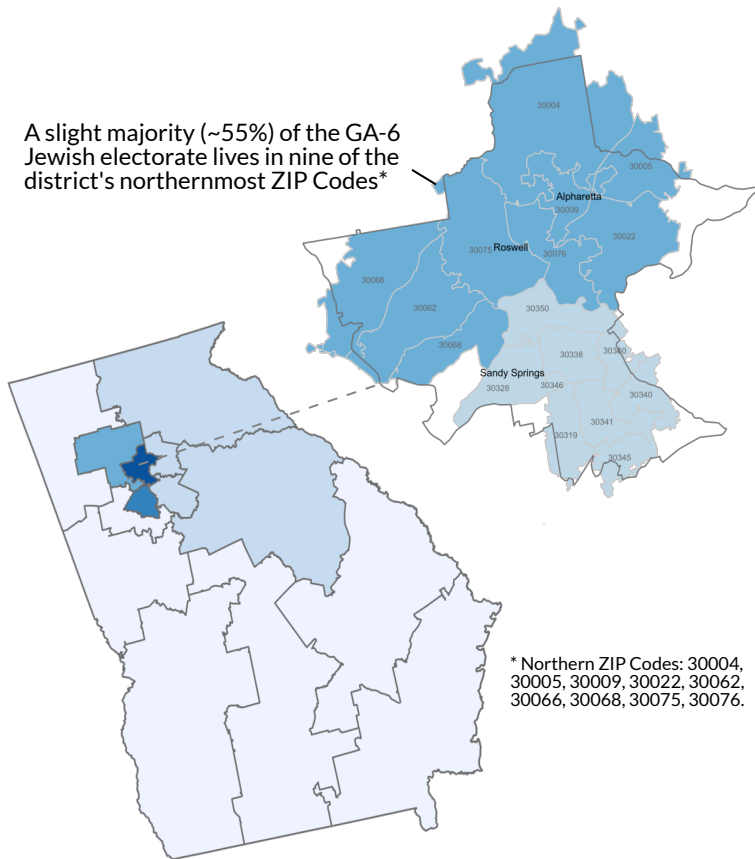 A slight majority (~55%) of the GA-6
Jewish electorate lives in nine of the
district's northernmost ZIP Codes*
30004
30005
Alpharetta
30009
30022
Roswell
30075
30076
30066
30062
30068
30350
30338
30360
Sandy Springs
30328
30346
30340
30341
30319
30345
* Northern ZIP Codes: 30004,
30005, 30009, 30022, 30062,
30066, 30068, 30075, 30076.